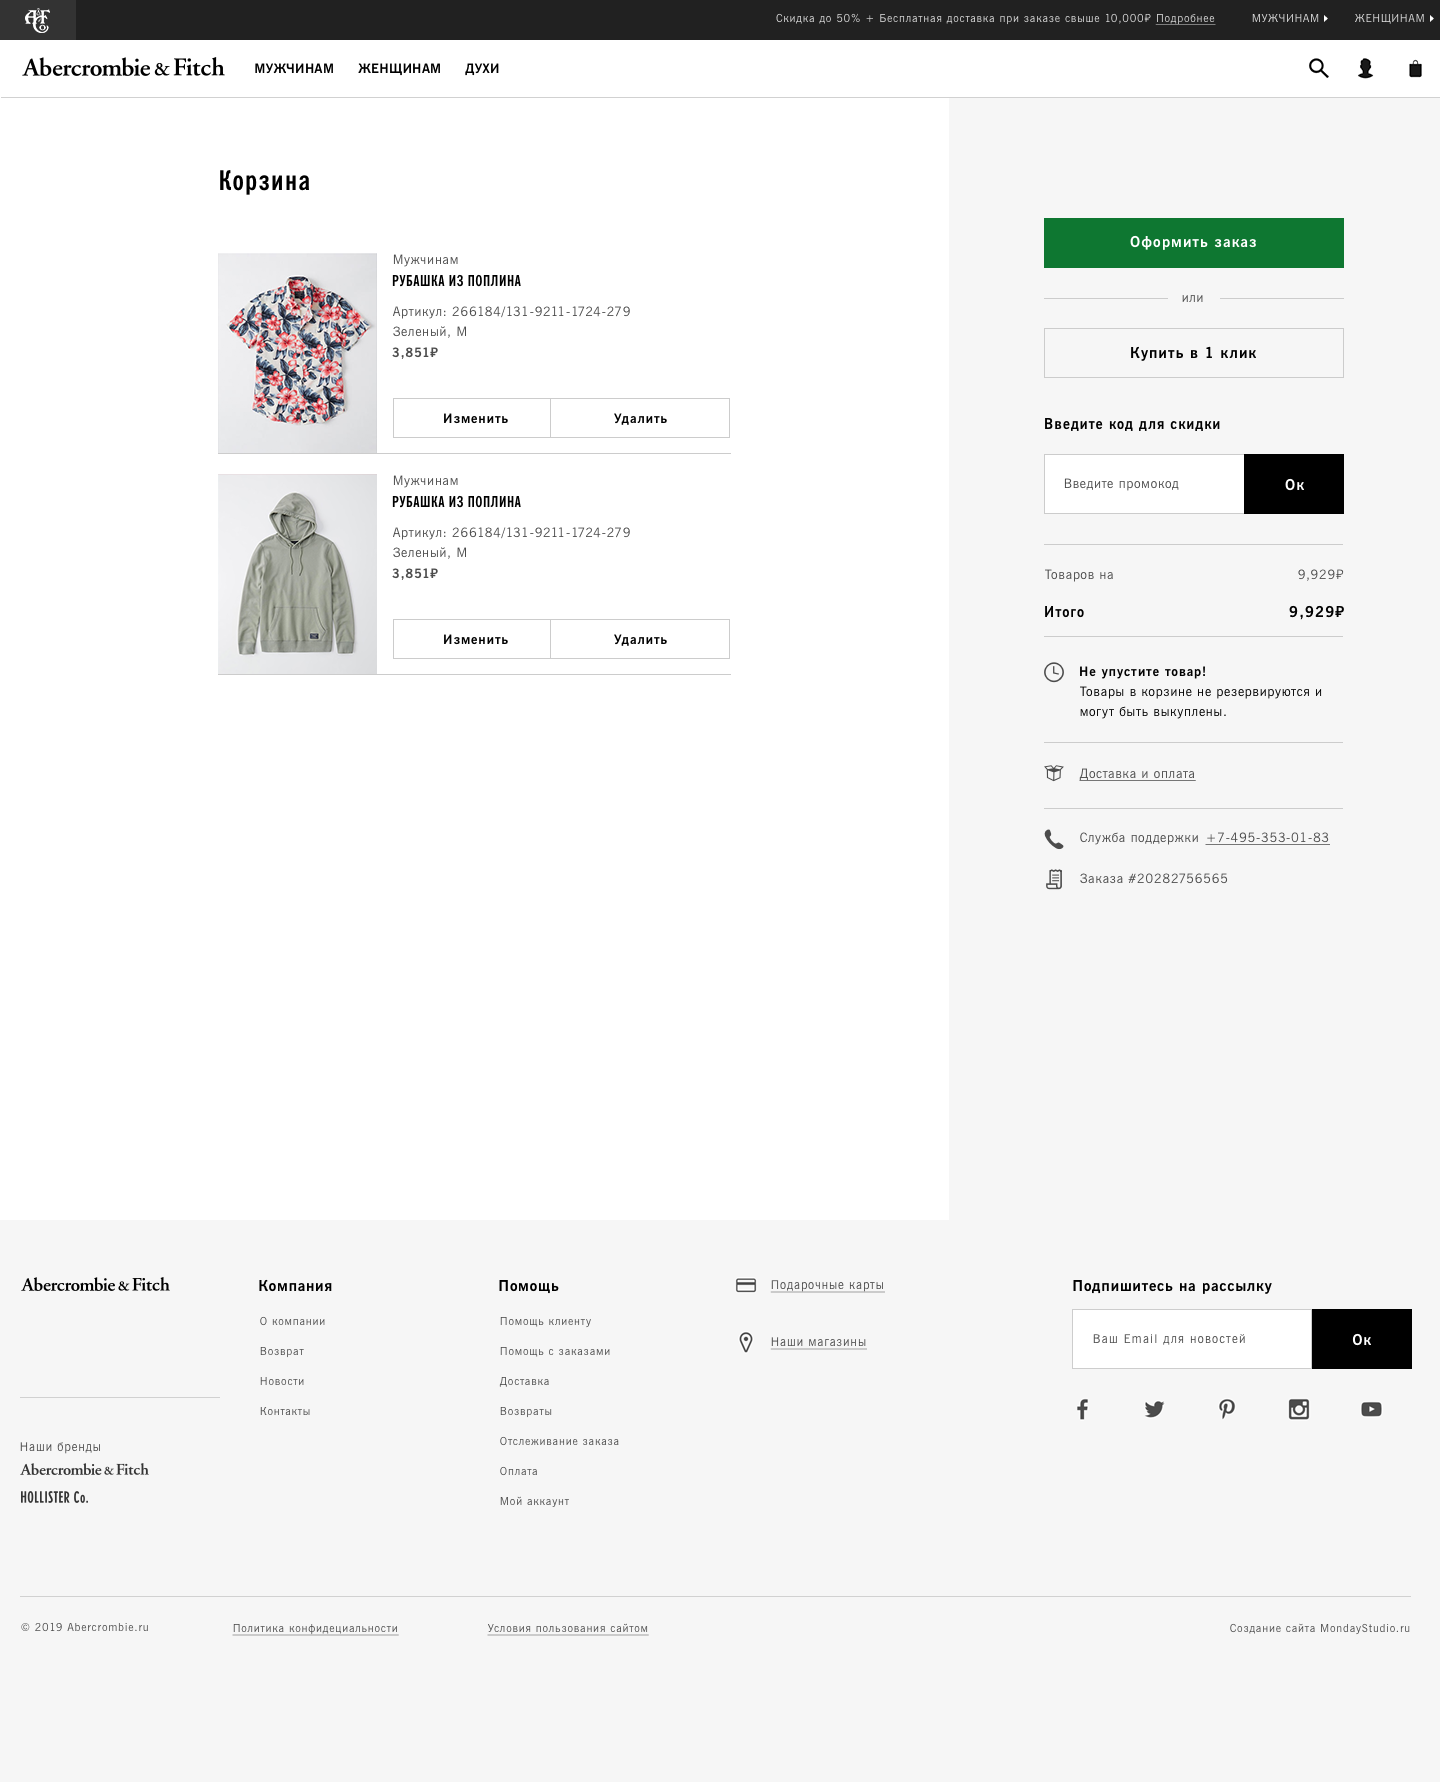 Скидка до 50% + Бесплатная доставка при заказе свыше 10,000₽ Подробнее
МУЖЧИНАМ
ЖЕНЩИНАМ
Abercrombie & Fitch
МУЖЧИНАМ
ЖЕНЩИНАМ
ДУХИ
Корзина
Мужчинам
РУБАШКА ИЗ ПОПЛИНА
Артикул: 266184/131-9211-1724-279
Зеленый, М
3,851₽
Изменить
Удалить
Мужчинам
РУБАШКА ИЗ ПОПЛИНА
Артикул: 266184/131-9211-1724-279
Зеленый, М
3,851₽
Изменить
Удалить
Оформить заказ
или
Купить в 1 клик
Введите код для скидки
Введите промокод
Ок
Товаров на 9,929₽
Итого 9,929₽
Не упустите товар!
Товары в корзине не резервируются и
могут быть выкуплены.
Доставка и оплата
Служба поддержки +7-495-353-01-83
Заказа #20282756565
Abercrombie & Fitch
Наши бренды
Abercrombie & Fitch
HOLLISTER Co.
Компания
О компании
Возврат
Новости
Контакты
Помощь
Помощь клиенту
Помощь с заказами
Доставка
Возвраты
Отслеживание заказа
Оплата
Мой аккаунт
Подарочные карты
Наши магазины
Подпишитесь на рассылку
Ваш Email для новостей
Ок
© 2019 Abercrombie.ru
Политика конфидециальности
Условия пользования сайтом
Создание сайта MondayStudio.ru